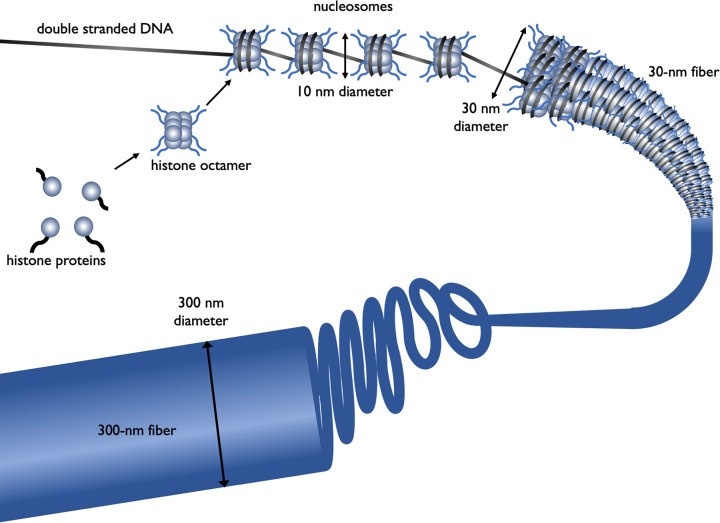 nucleosomes
double stranded DNA
10 nm diameter
30 nm
diameter
30-nm fiber
histone octamer
histone proteins
300 nm
diameter
300-nm fiber